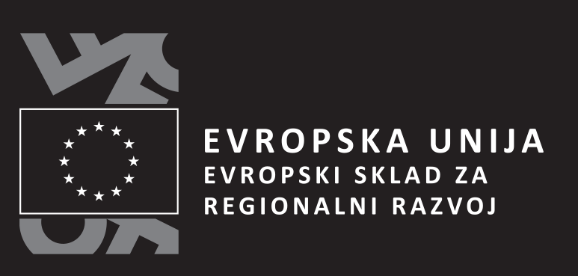 EVROPSKA UNIJA
EVROPSKI SKLAD ZA
REGIONALNI RAZVOJ